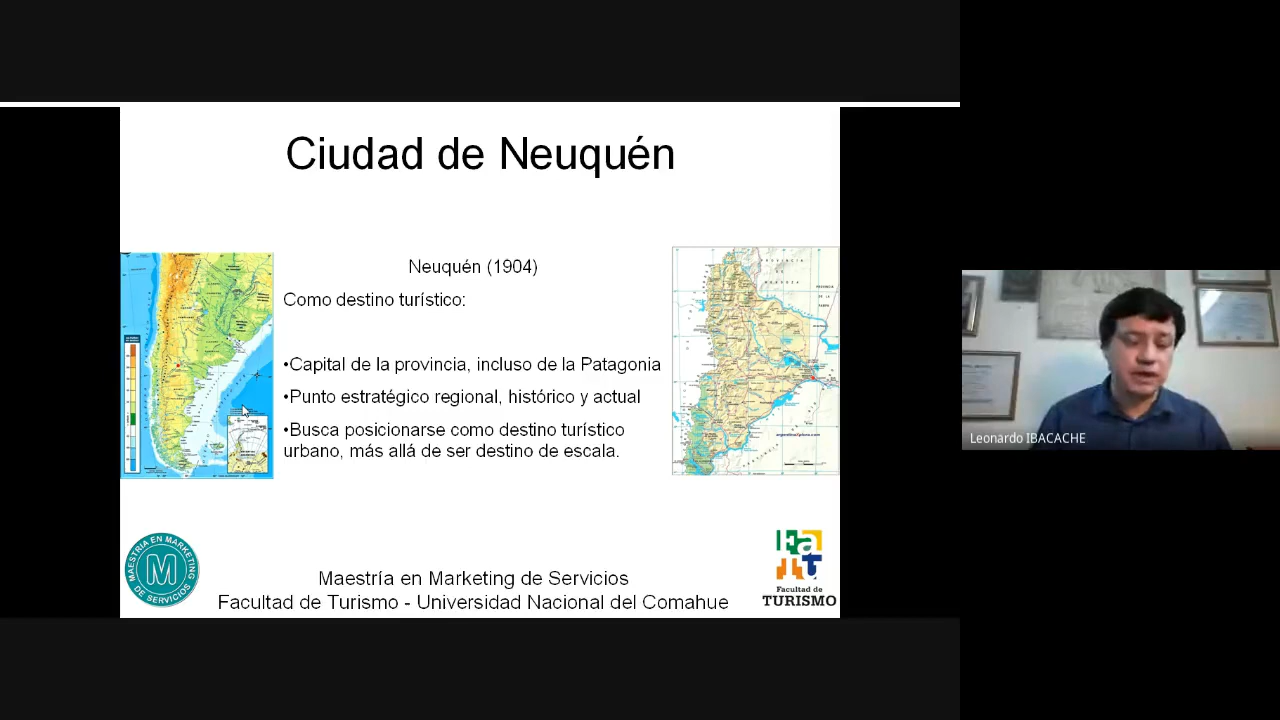 Ciudad de Neuquén
Neuquén (1904)
Como destino turístico:
•Capital de la provincia, incluso de la Patagonia
•Punto estratégico regional, histórico y actual
•Busca posicionarse como destino turístico
urbano, más allá de ser destino de escala.
MAESTRIA EN MARKETING
DE SERVICIOS
M
Maestría en Marketing de Servicios
Facultad de Turismo - Universidad Nacional del Comahue
FaTu
Facultad de
TURISMO
Leonardo IBACACHE